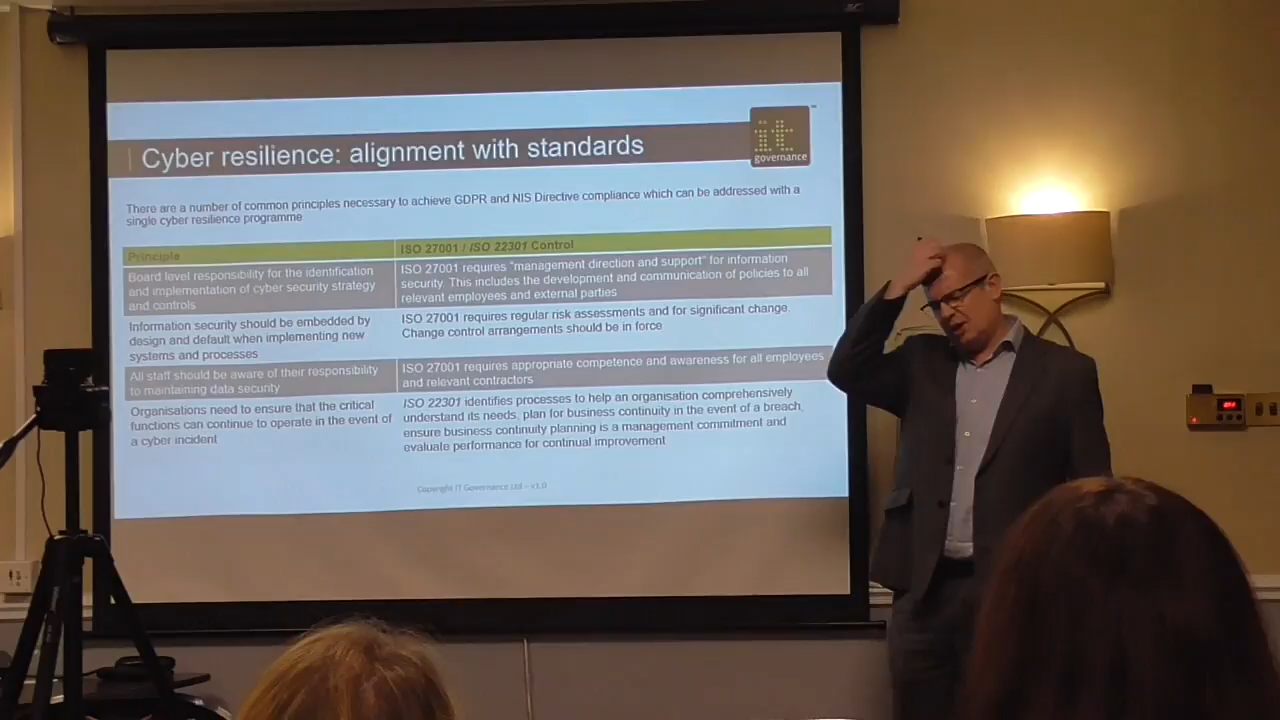 Cyber resilience: alignment with standards
it
governance
™
There are a number of common principles necessary to achieve GDPR and NIS Directive compliance which can be addressed with a
single cyber resilience programme
Principle
ISO 27001 / ISO 22301 Control
Board level responsibility for the identification
and implementation of cyber security strategy
and controls
ISO 27001 requires "management direction and support" for information
security. This includes the development and communication of policies to all
relevant employees and external parties
Information security should be embedded by
design and default when implementing new
systems and processes
ISO 27001 requires regular risk assessments and for significant change.
Change control arrangements should be in force
All staff should be aware of their responsibility
to maintaining data security
ISO 27001 requires appropriate competence and awareness for all employees
and relevant contractors
Organisations need to ensure that the critical
functions can continue to operate in the event of
a cyber incident
ISO 22301 identifies processes to help an organisation comprehensively
understand its needs, plan for business continuity in the event of a breach,
ensure business continuity planning is a management commitment and
evaluate performance for continual improvement
Copyright IT Governance Ltd – v1.0